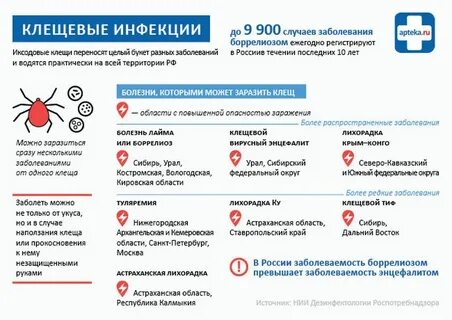 КЛЕЩЕВЫЕ ИНФЕКЦИИ
Иксодовые клещи переносят целый букет разных заболеваний
и водятся практически на всей территории РФ
до 9 900 случаев заболевания
боррелиозом ежегодно регистрируют
в Россиив течении последних 10 лет
apteka.ru
БОЛЕЗНИ, КОТОРЫМИ МОЖЕТ ЗАРАЗИТЬ КЛЕЩ
– области с повышенной опасностью заражения
Более распространенные заболевания
Можно заразиться
сразу несколькими
заболеваниями
от одного клеща
БОЛЕЗНЬ ЛАЙМА
ИЛИ БОРРЕЛИОЗ
Сибирь, Урал,
Костромская, Вологодская,
Кировская области
КЛЕЩЕВОЙ
ВИРУСНЫЙ ЭНЦЕФАЛИТ
Урал, Сибирский
федеральный округ
ЛИХОРАДКА
КРЫМ–КОНГО
Северо-Кавказский
и Южный федеральные округа
Более редкие заболевания
Заболеть можно
не только от укуса,
но и в случае
наползания клеща
или прокосновения
к нему
незащищенными
руками
ТУЛЯРЕМИЯ
Нижегородская
Архангельская и Кемеровская
области, Санкт-Петербург,
Москва
ЛИХОРАДКА КУ
Астраханская область,
Ставропольский край
КЛЕЩЕВОЙ ТИФ
Сибирь,
Дальний Восток
АСТРАХАНСКАЯ ЛИХОРАДКА
Астраханская область,
Республика Калмыкия
В России заболеваемость боррелиозом
превышает заболеваемость энцефалитом
Источник: НИИ Дезинфектологии Роспотребнадзора